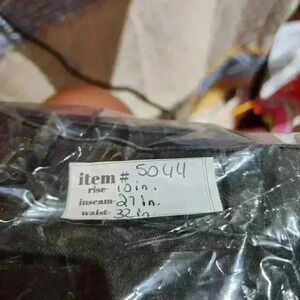 item # 5044
rise- 10 in.
inseam- 27 in.
waist- 32 in